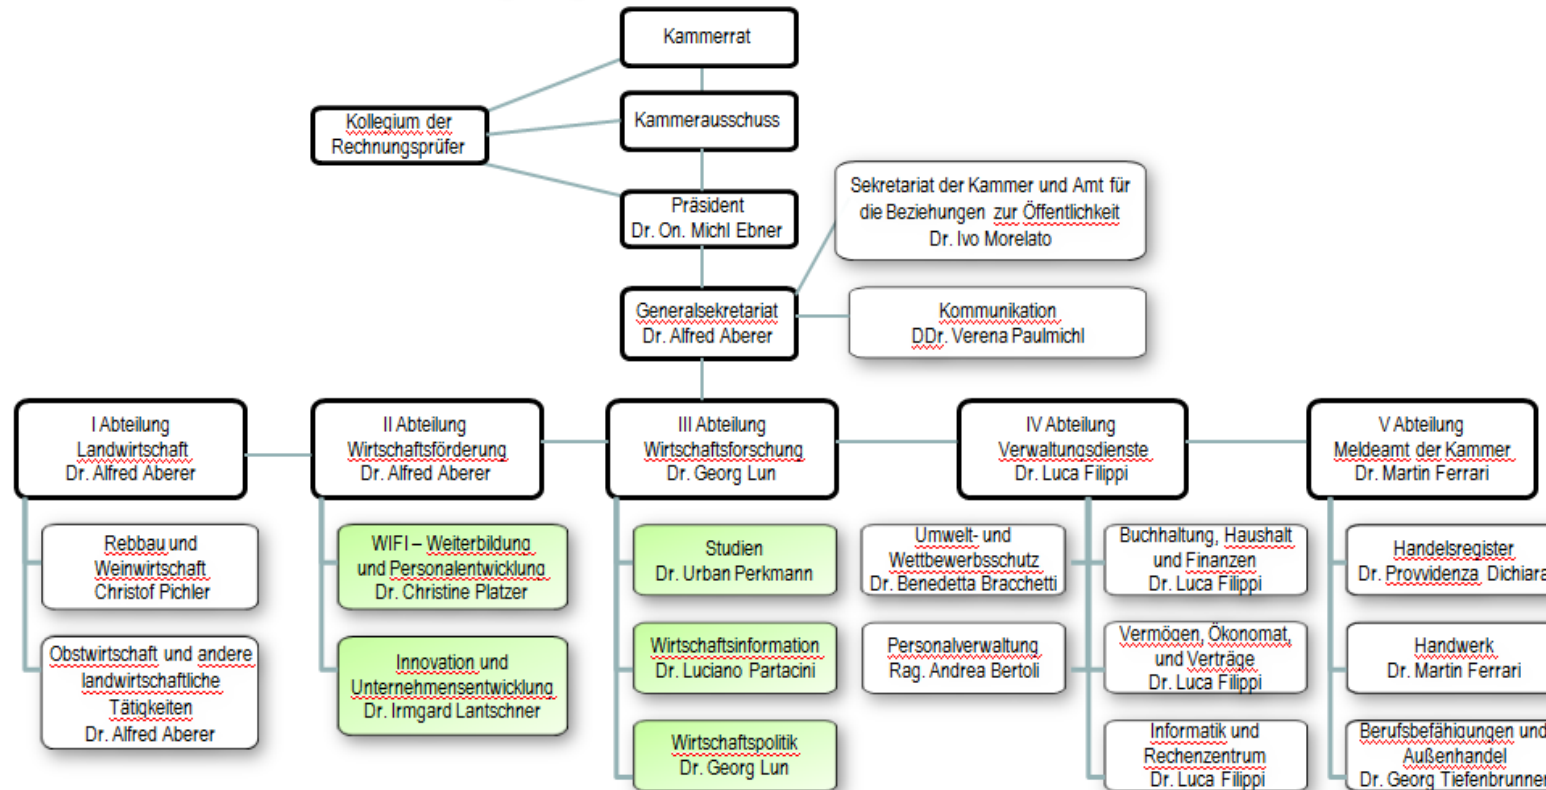 Kammerrat
Kollegium der
Rechnungsprüfer
Kammerausschuss
Präsident
Dr. On. Michl Ebner
Sekretariat der Kammer und Amt für
die Beziehungen zur Öffentlichkeit
Dr. Ivo Morelato
Generalsekretariat
Dr. Alfred Aberer
Kommunikation
DDr. Verena Paulmichl
I Abteilung
Landwirtschaft
Dr. Alfred Aberer
II Abteilung
Wirtschaftsförderung
Dr. Alfred Aberer
III Abteilung
Wirtschaftsforschung
Dr. Georg Lun
IV Abteilung
Verwaltungsdienste
Dr. Luca Filippi
V Abteilung
Meldeamt der Kammer
Dr. Martin Ferrari
Rebbau und
Weinwirtschaft
Christof Pichler
Obstwirtschaft und andere
landwirtschaftliche
Tätigkeiten
Dr. Alfred Aberer
WIFI – Weiterbildung
und Personalentwicklung
Dr. Christine Platzer
Innovation und
Unternehmensentwicklung
Dr. Irmgard Lantschner
Studien
Dr. Urban Perkmann
Wirtschaftsinformation
Dr. Luciano Partacini
Wirtschaftspolitik
Dr. Georg Lun
Umwelt- und
Wettbewerbsschutz
Dr. Benedetta Bracchetti
Personalverwaltung
Rag. Andrea Bertoli
Buchhaltung, Haushalt
und Finanzen
Dr. Luca Filippi
Vermögen, Ökonomat,
und Verträge
Dr. Luca Filippi
Informatik und
Rechenzentrum
Dr. Luca Filippi
Handelsregister
Dr. Provvidenza Dichiara
Handwerk
Dr. Martin Ferrari
Berufsbefähigungen und
Außenhandel
Dr. Georg Tiefenbrunner